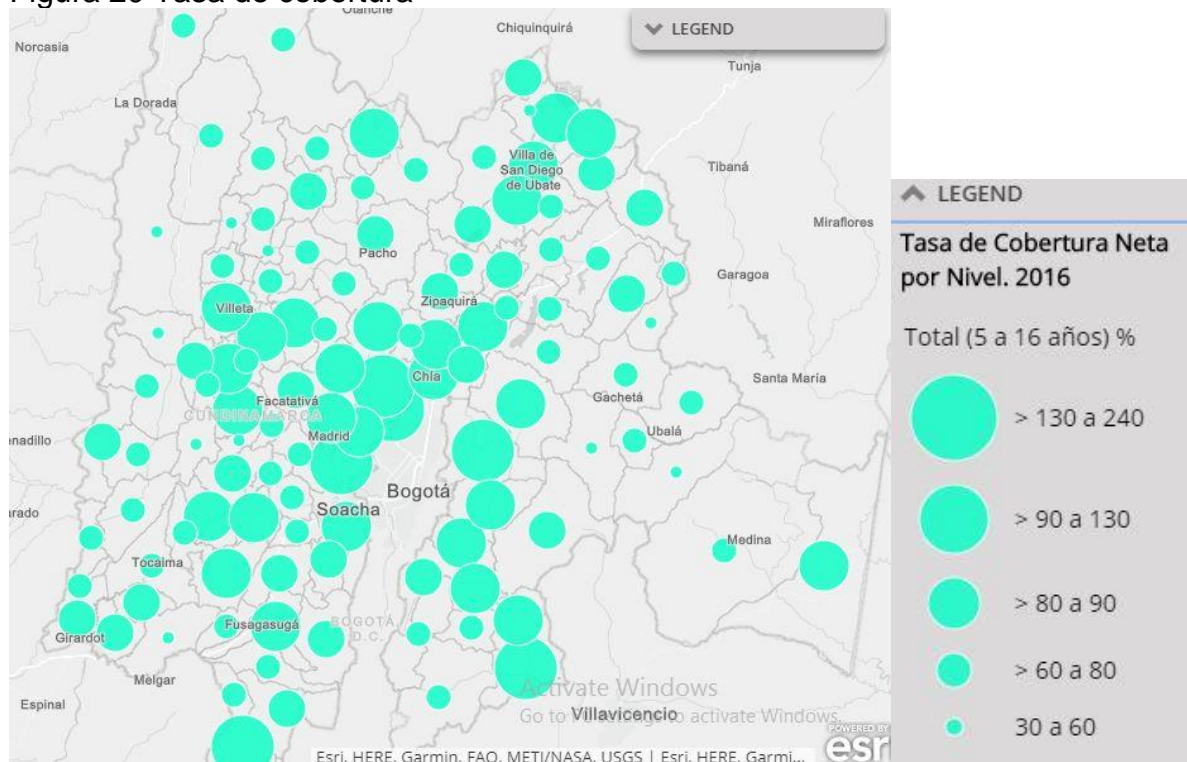 Figura 20 Tasa de cobertura
Otanche
Norcasia
Chiquinquirá
LEGEND
Tunja
La Dorada
Villa de
San Diego
de Ubate
Tibaná
Miraflores
Pacho
Garagoa
Zipaquirá
Villeta
Chía
Santa María
Gachetá
Facatativá
CUNDINAMARCA
Ubalá
enadillo
Madrid
Bogotá
Soacha
rado
Medina
Tocaima
Fusagasugá
BOGOTÁ
D.C.
Girardot
Melgar
Espinal
Activate Windows
Villavicencio
Go to activate Windows.
POWERED BY
esri
Esri, HERE, Garmin, FAO, METI/NASA, USGS | Esri, HERE, Garmi...
LEGEND
Tasa de Cobertura Neta
por Nivel. 2016
Total (5 a 16 años) %
> 130 a 240
> 90 a 130
> 80 a 90
> 60 a 80
30 a 60